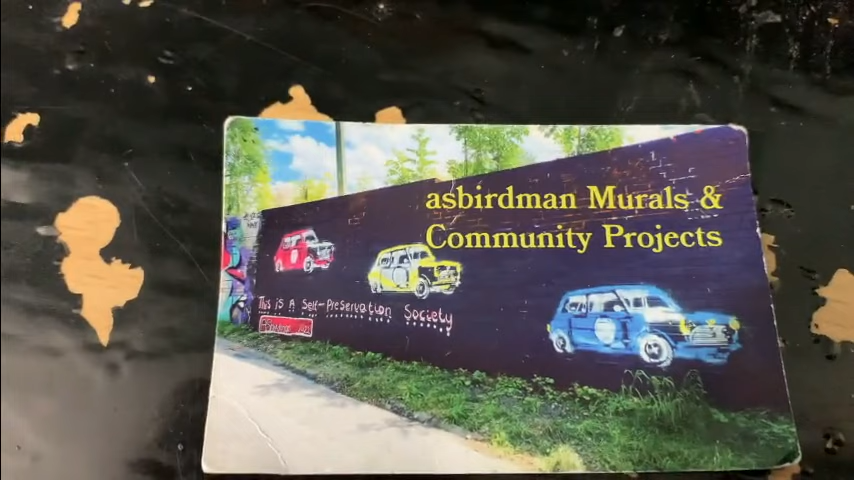 asbirdman Murals &
Community Projects
This is A Self-Preservation Society